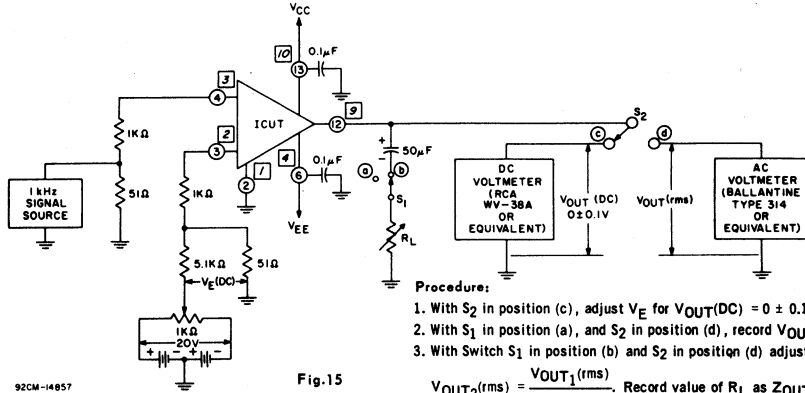 VCC
10
13
0.1µF
3
4
ICUT
9
12
S2
2
3
1
2
4
6
0.1µF
VEE
1KΩ
51Ω
1 kHz
SIGNAL
SOURCE
1KΩ
5.1KΩ
51Ω
VE(DC)
1KΩ
20V
+ - + -
+
-
50µF
a
b
S1
RL
c
d
DC
VOLTMETER
(RCA
WV-38A
OR
EQUIVALENT)
VOUT (DC)
0±0.1V
VOUT(rms)
AC
VOLTMETER
(BALLANTINE
TYPE 314
OR
EQUIVALENT)
Procedure:
1. With S2 in position (c), adjust VE for VOUT(DC) = 0 ± 0.1
2. With S1 in position (a), and S2 in position (d), record VOU
3. With Switch S1 in position (b) and S2 in position (d) adjust
VOUT2(rms) = VOUT1(rms) . Record value of RL as ZOUT
92CM-14857
Fig.15